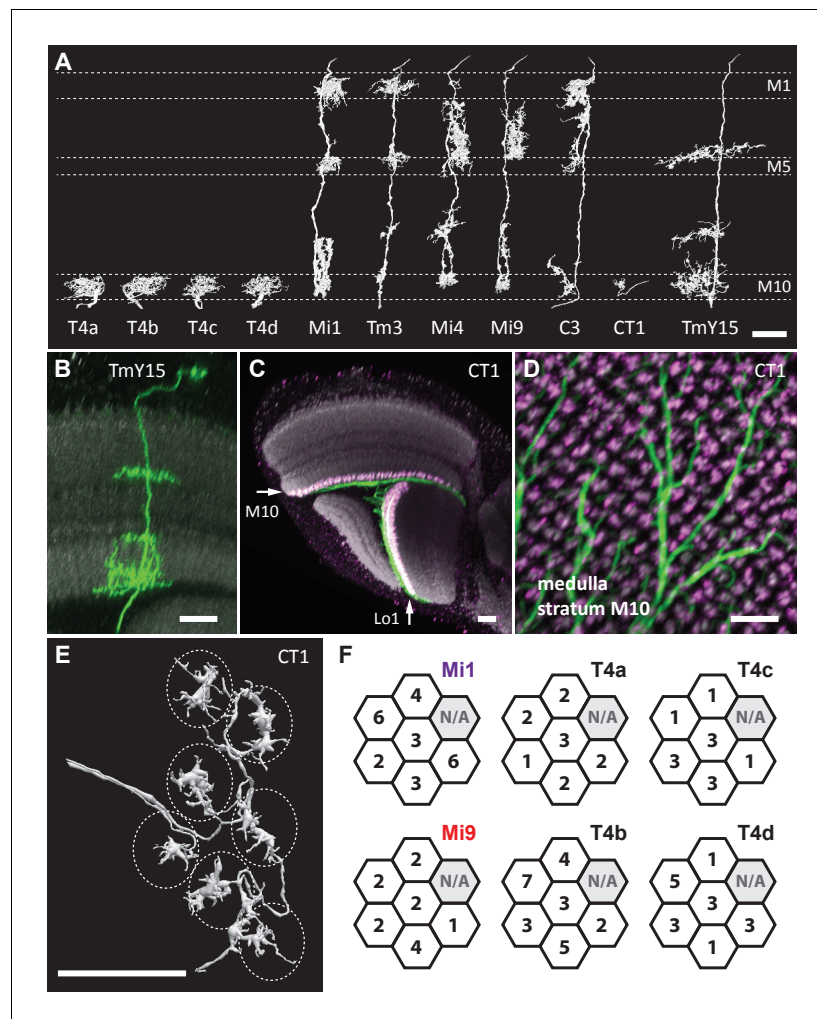 A
M1
M5
M10
T4a T4b T4c T4d Mi1 Tm3 Mi4 Mi9 C3 CT1 TmY15
B TmY15
C CT1
M10
Lo1
D CT1
medulla
stratum M10
E CT1
F
Mi1 T4a T4c
4 2 1
6 N/A 2 N/A 1 N/A
3 3 3
2 6 1 2 3 1
3 2 3
Mi9 T4b T4d
2 4 1
2 N/A 7 N/A 5 N/A
2 3 3
2 1 3 2 3 3
4 5 1